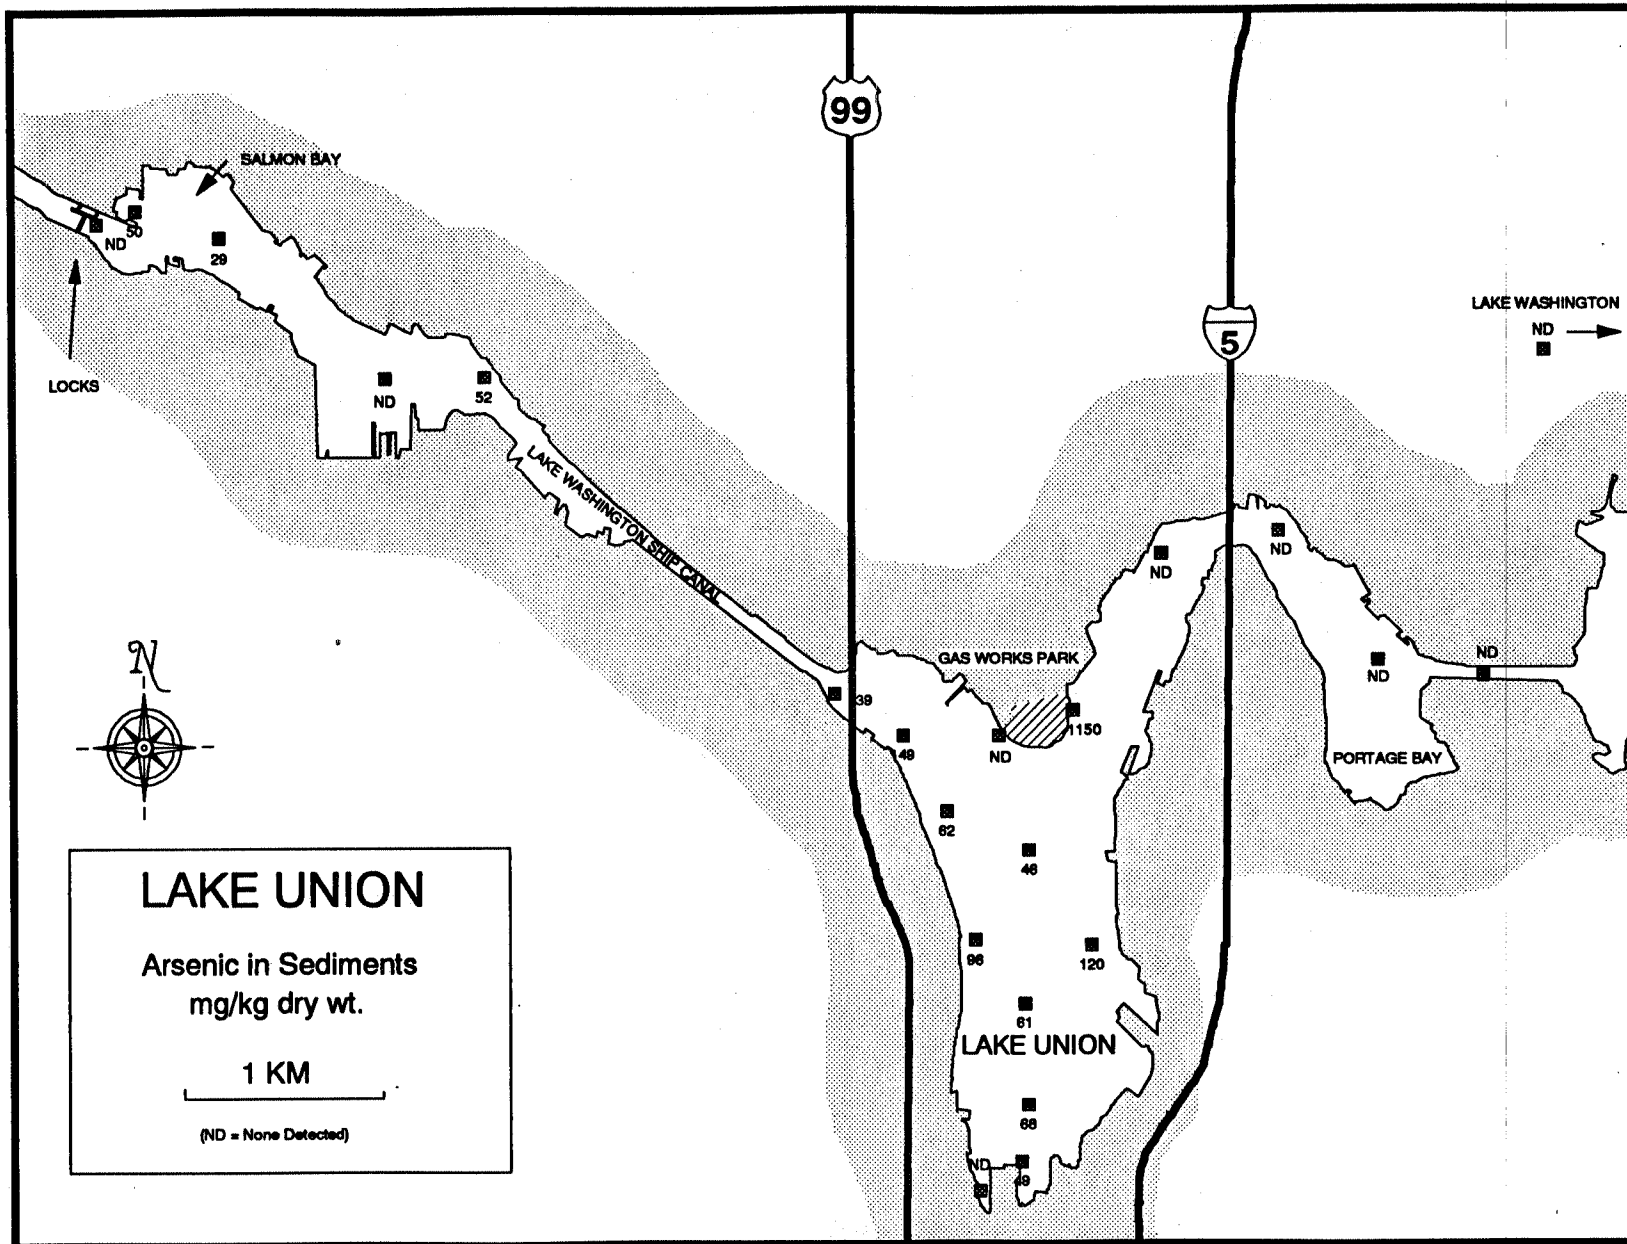 99
SALMON BAY
50
ND
29
LAKE WASHINGTON
ND
5
LOCKS
ND
52
LAKE WASHINGTON SHIP CANAL
ND
ND
N
GAS WORKS PARK
ND
ND
39
1150
49
ND
PORTAGE BAY
62
46
LAKE UNION
Arsenic in Sediments
mg/kg dry wt.
1 KM
(ND = None Detected)
96
120
61
LAKE UNION
68
ND
49